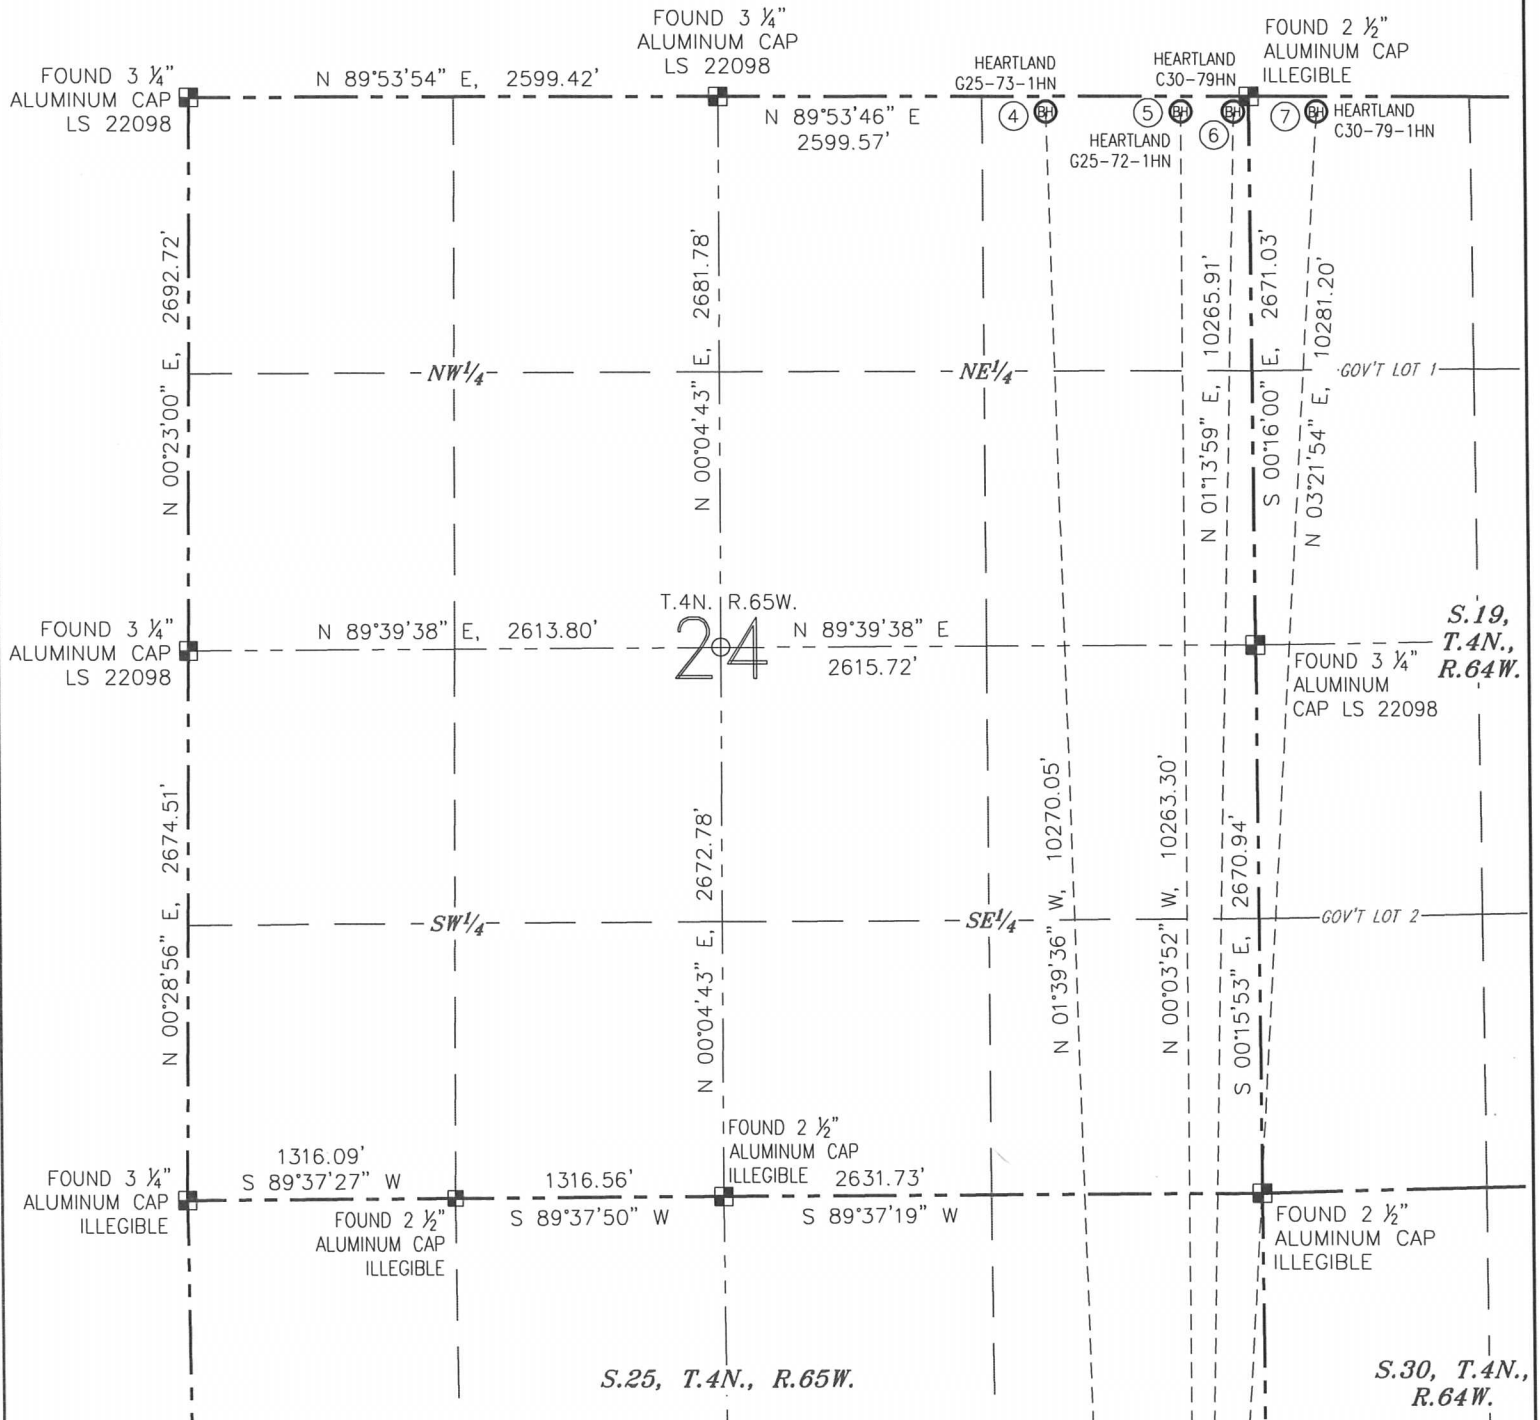 FOUND 3 ¼"
ALUMINUM CAP
LS 22098
N 89°53'54" E, 2599.42'
FOUND 3 ¼"
ALUMINUM CAP
LS 22098
N 89°53'46" E
2599.57'
HEARTLAND
G25-73-1HN
4
BH
HEARTLAND
C30-79HN
5
BH
HEARTLAND
G25-72-1HN
6
BH
FOUND 2 ½"
ALUMINUM CAP
ILLEGIBLE
7
BH
HEARTLAND
C30-79-1HN
N 00°23'00" E, 2692.72'
N 00°04'43" E, 2681.78'
N 01°13'59" E, 10265.91'
S 00°16'00" E, 2671.03'
N 03°21'54" E, 10281.20'
NW¼
NE¼
GOV'T LOT 1
FOUND 3 ¼"
ALUMINUM CAP
LS 22098
N 89°39'38" E, 2613.80'
T.4N. R.65W.
24
N 89°39'38" E
2615.72'
FOUND 3 ¼"
ALUMINUM
CAP LS 22098
S.19,
T.4N.,
R.64W.
N 00°28'56" E, 2674.51'
N 00°04'43" E, 2672.78'
N 01°39'36" W, 10270.05'
N 00°03'52" W, 10263.30'
S 00°15'53" E, 2670.94'
SW¼
SE¼
GOV'T LOT 2
FOUND 3 ¼"
ALUMINUM CAP
ILLEGIBLE
1316.09'
S 89°37'27" W
FOUND 2 ½"
ALUMINUM CAP
ILLEGIBLE
1316.56'
S 89°37'50" W
FOUND 2 ½"
ALUMINUM CAP
ILLEGIBLE
2631.73'
S 89°37'19" W
FOUND 2 ½"
ALUMINUM CAP
ILLEGIBLE
S.25, T.4N., R.65W.
S.30, T.4N.,
R.64W.